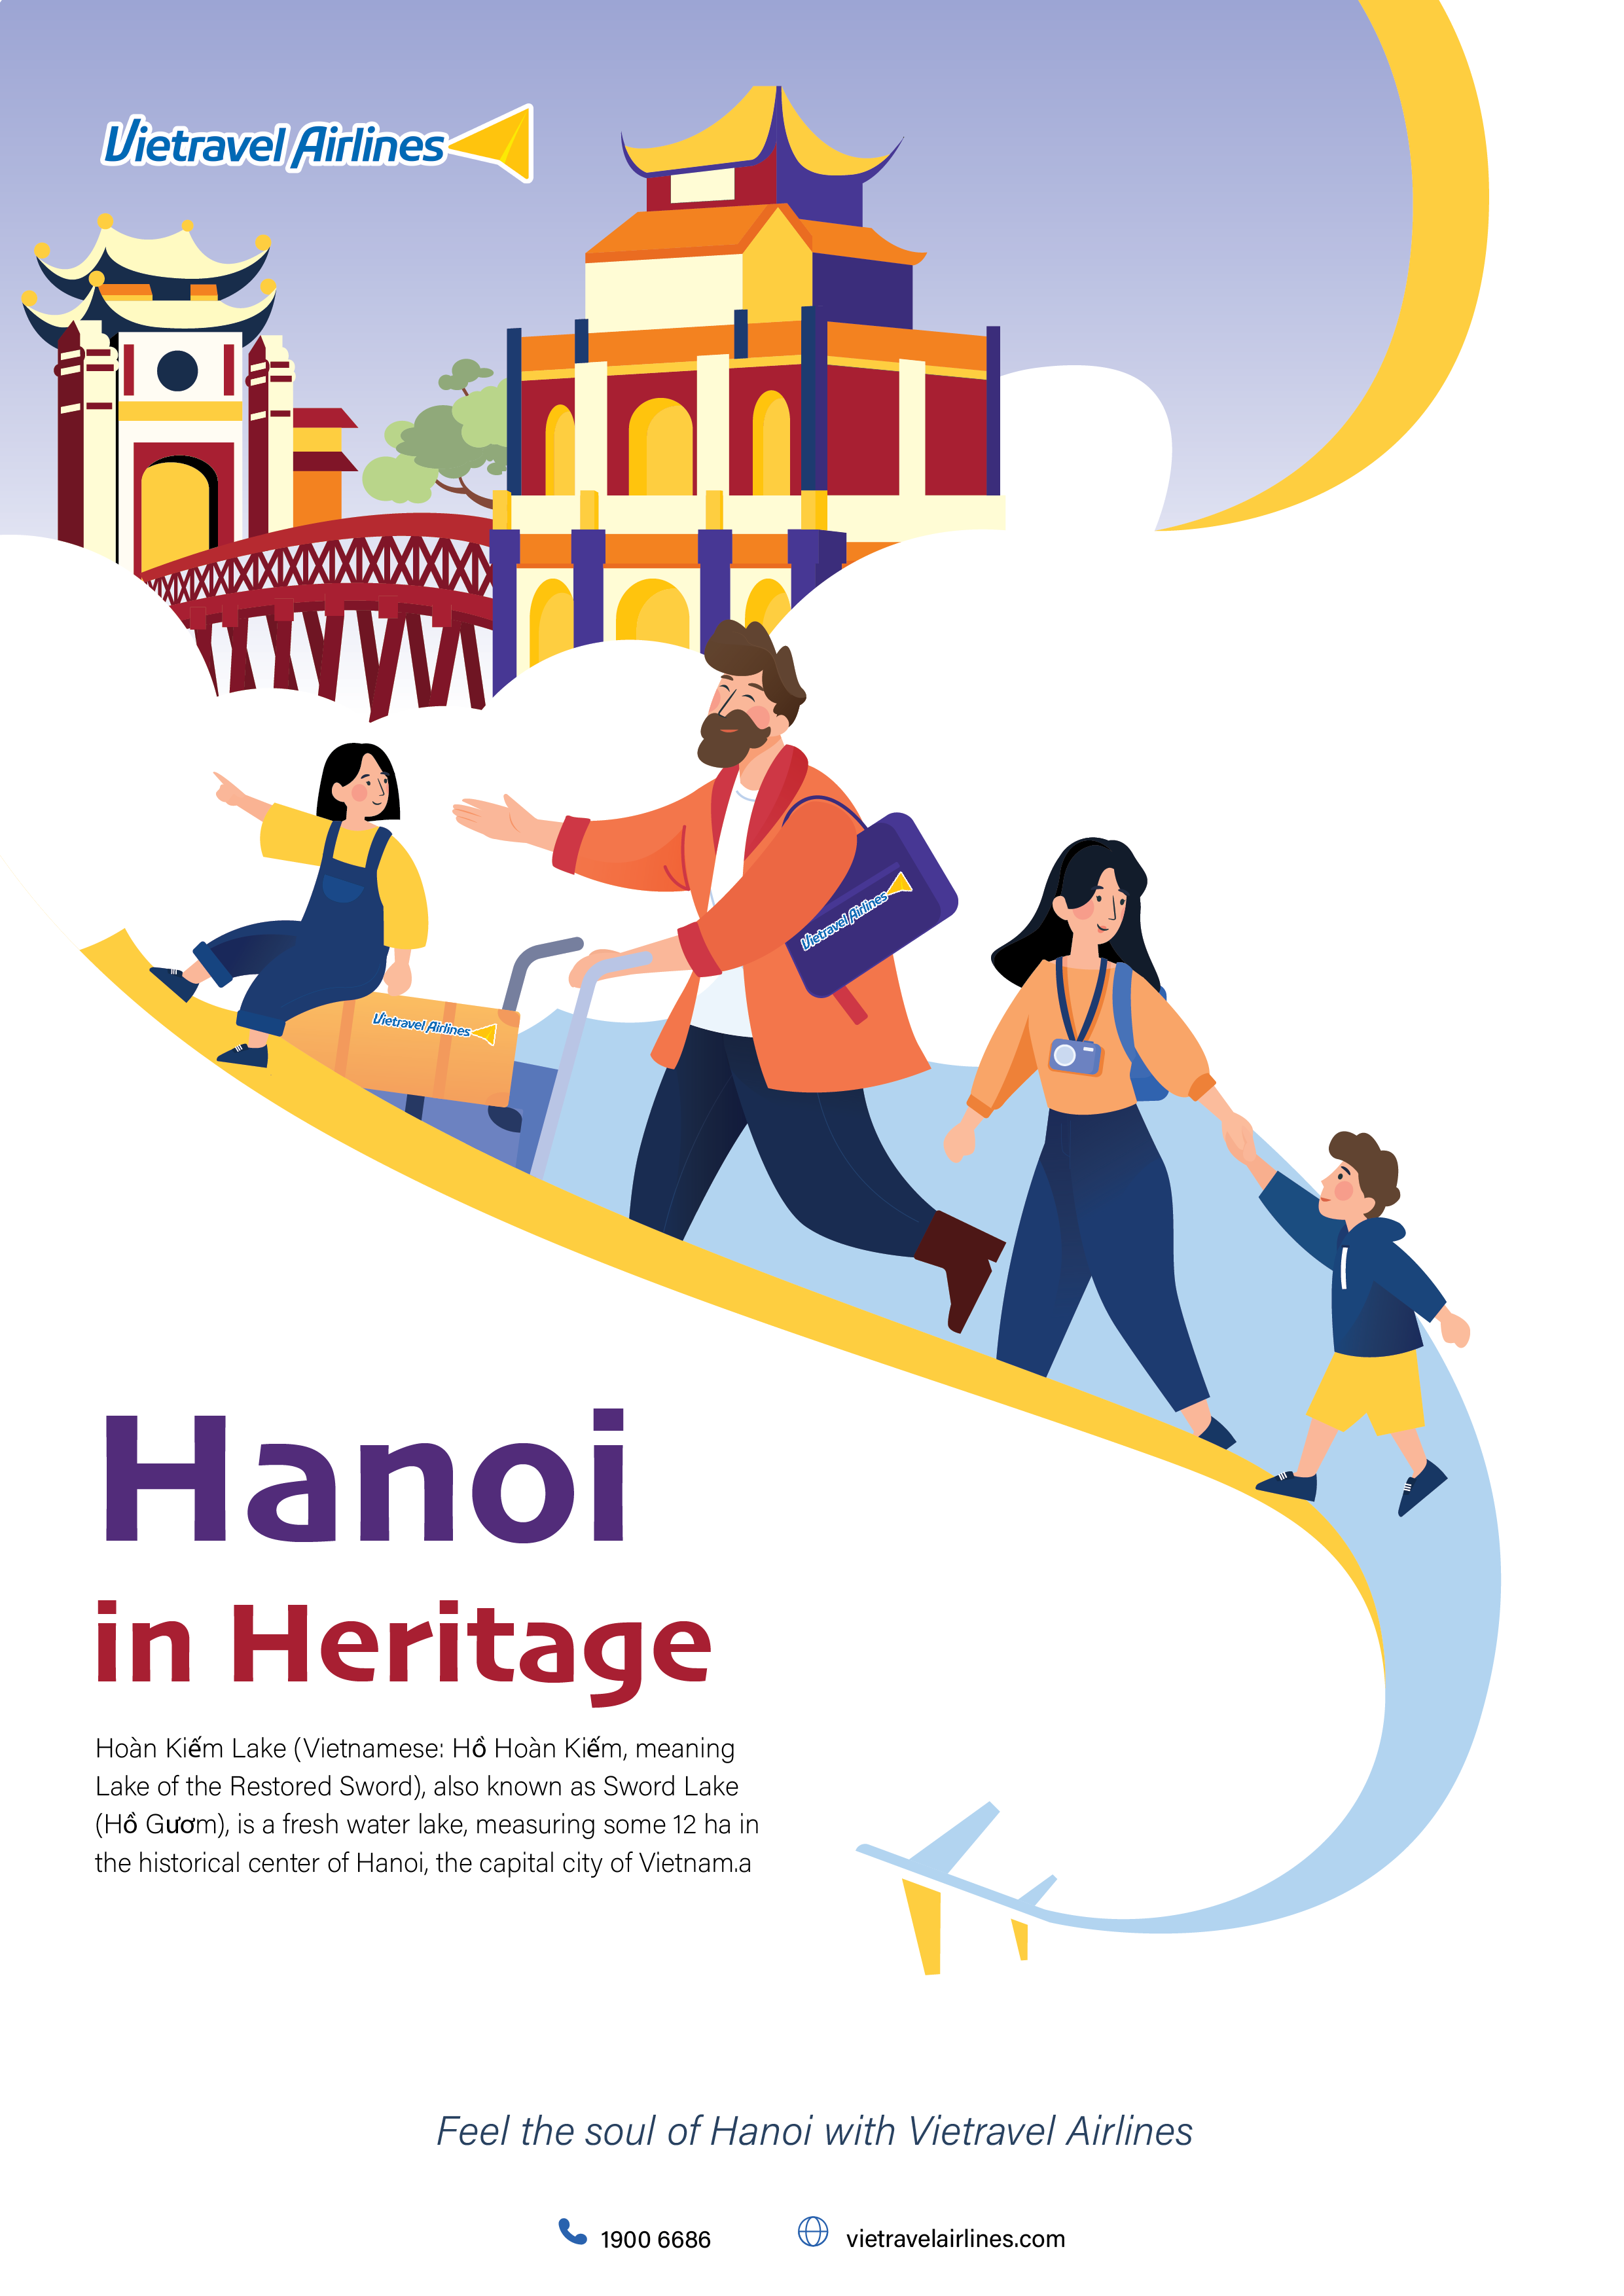 Vietravel Airlines
Vietravel Airlines
Vietravel Airlines
Hanoi
in Heritage
Hoàn Kiếm Lake (Vietnamese: Hồ Hoàn Kiếm, meaning
Lake of the Restored Sword), also known as Sword Lake
(Hồ Gươm), is a fresh water lake, measuring some 12 ha in
the historical center of Hanoi, the capital city of Vietnam.a
Feel the soul of Hanoi with Vietravel Airlines
1900 6686
vietravelairlines.com